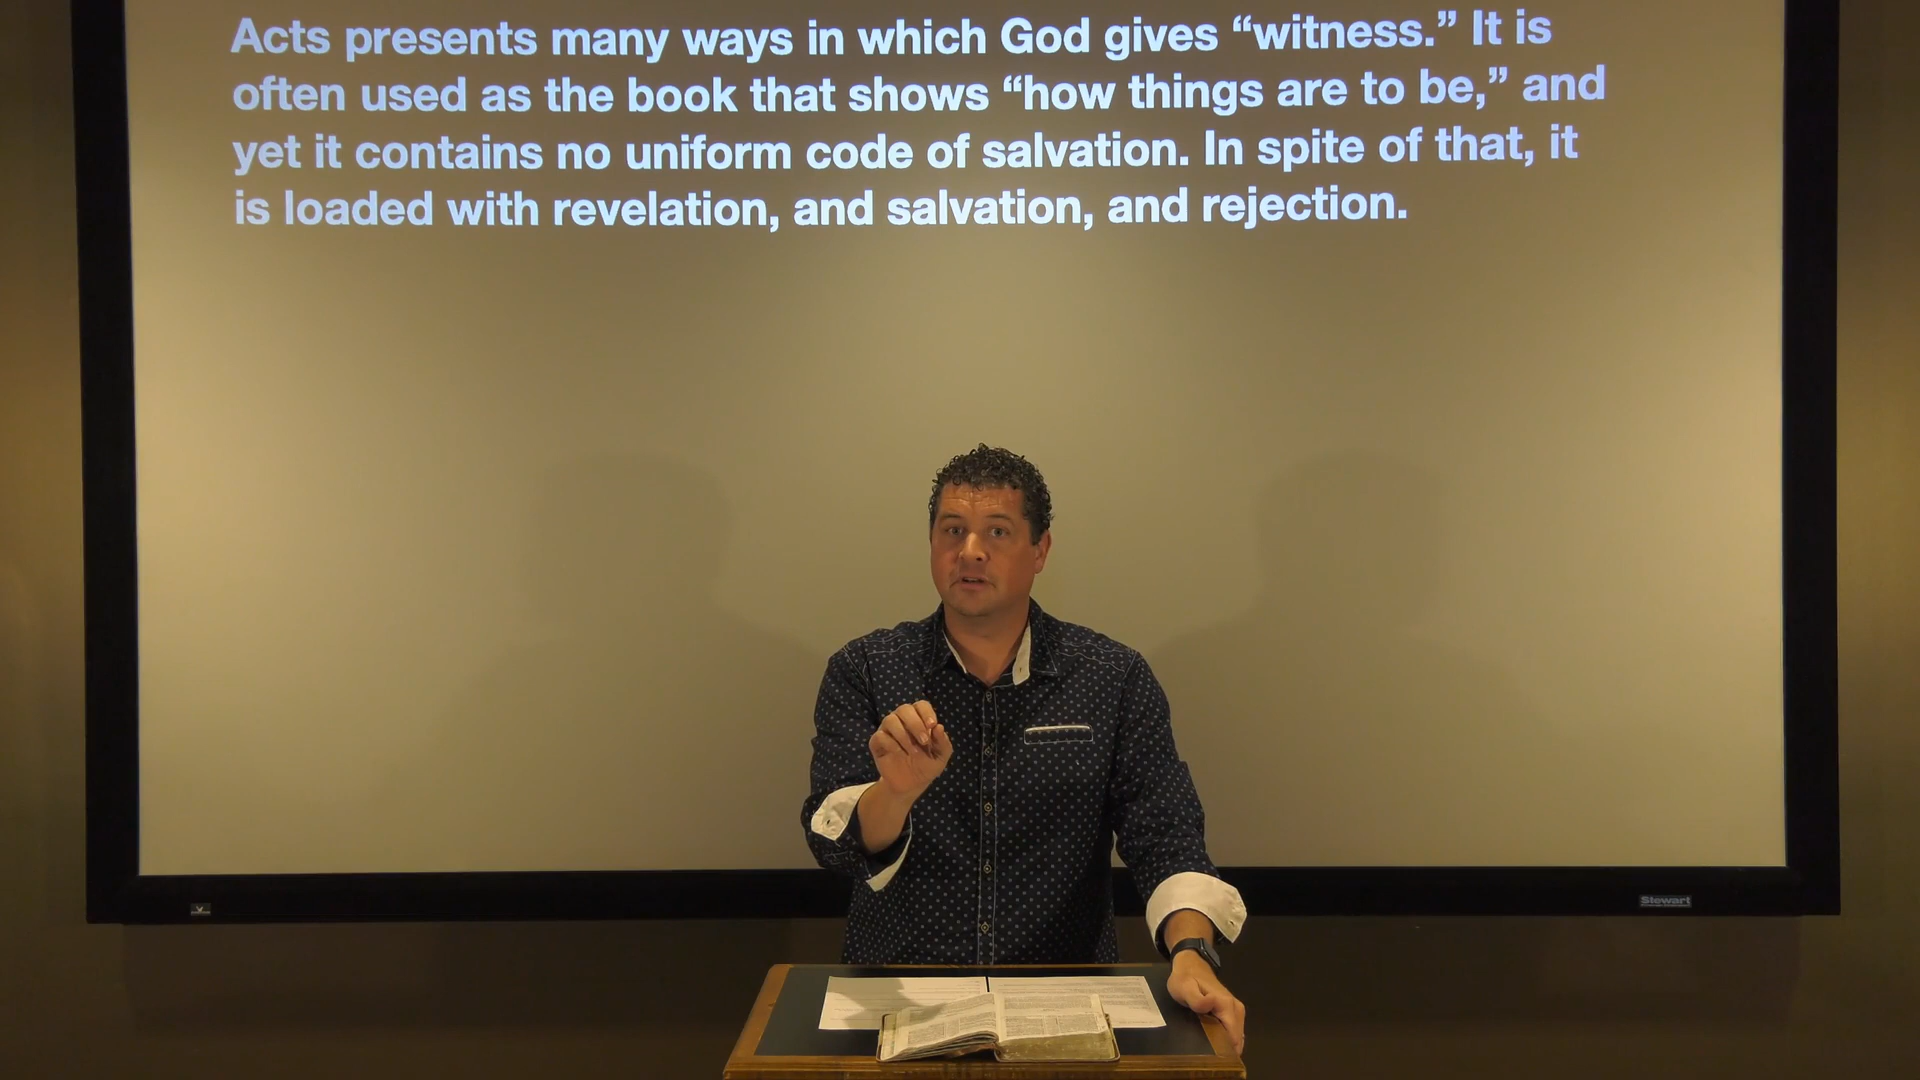 Acts presents many ways in which God gives “witness.” It is
often used as the book that shows “how things are to be,” and
yet it contains no uniform code of salvation. In spite of that, it
is loaded with revelation, and salvation, and rejection.
Stewart